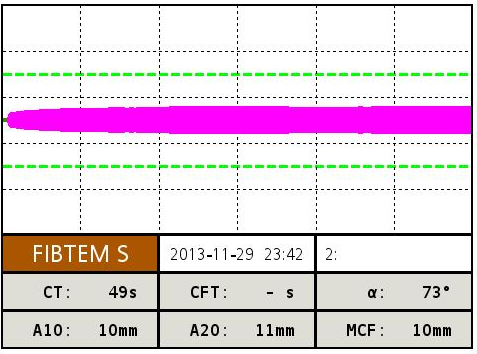 FIBTEM S 2013-11-29 23:42 2:
CT: 49s CFT: - s α: 73°
A10: 10mm A20: 11mm MCF: 10mm